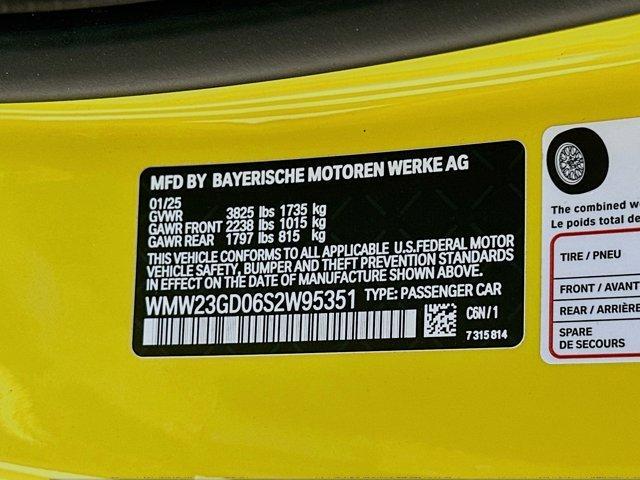 MFD BY BAYERISCHE MOTOREN WERKE AG
01/25
GVWR 3825 lbs 1735 kg
GAWR FRONT 2238 lbs 1015 kg
GAWR REAR 1797 lbs 815 kg
THIS VEHICLE CONFORMS TO ALL APPLICABLE U.S.FEDERAL MOTOR
VEHICLE SAFETY, BUMPER AND THEFT PREVENTION STANDARDS
IN EFFECT ON THE DATE OF MANUFACTURE SHOWN ABOVE.
WMW23GD06S2W95351 TYPE: PASSENGER CAR
C6N / 1
7 315 814
The combined
Le poids total
TIRE / PNEU
FRONT / AVANT
REAR / ARRIÈRE
SPARE
DE SECOURS